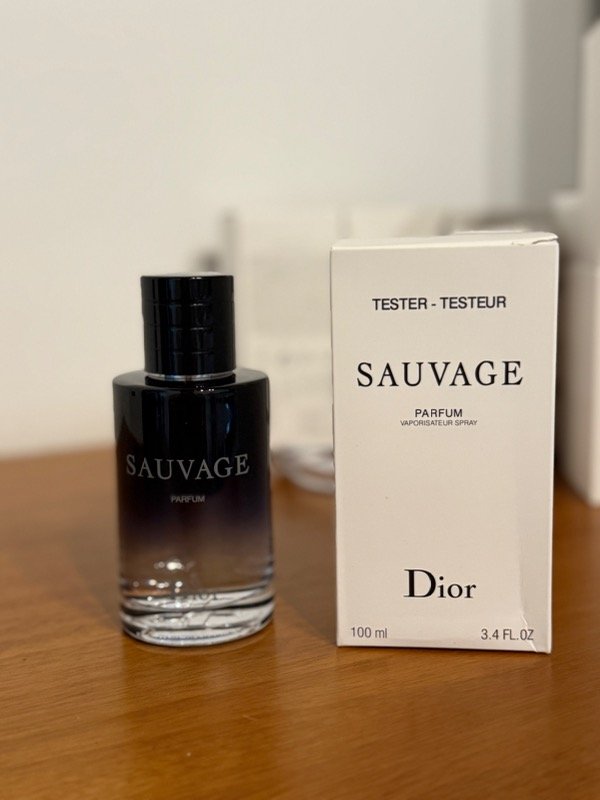 SAUVAGE
PARFUM
TESTER - TESTEUR
SAUVAGE
PARFUM
VAPORISATEUR SPRAY
Dior
100 ml 3.4 FL.OZ